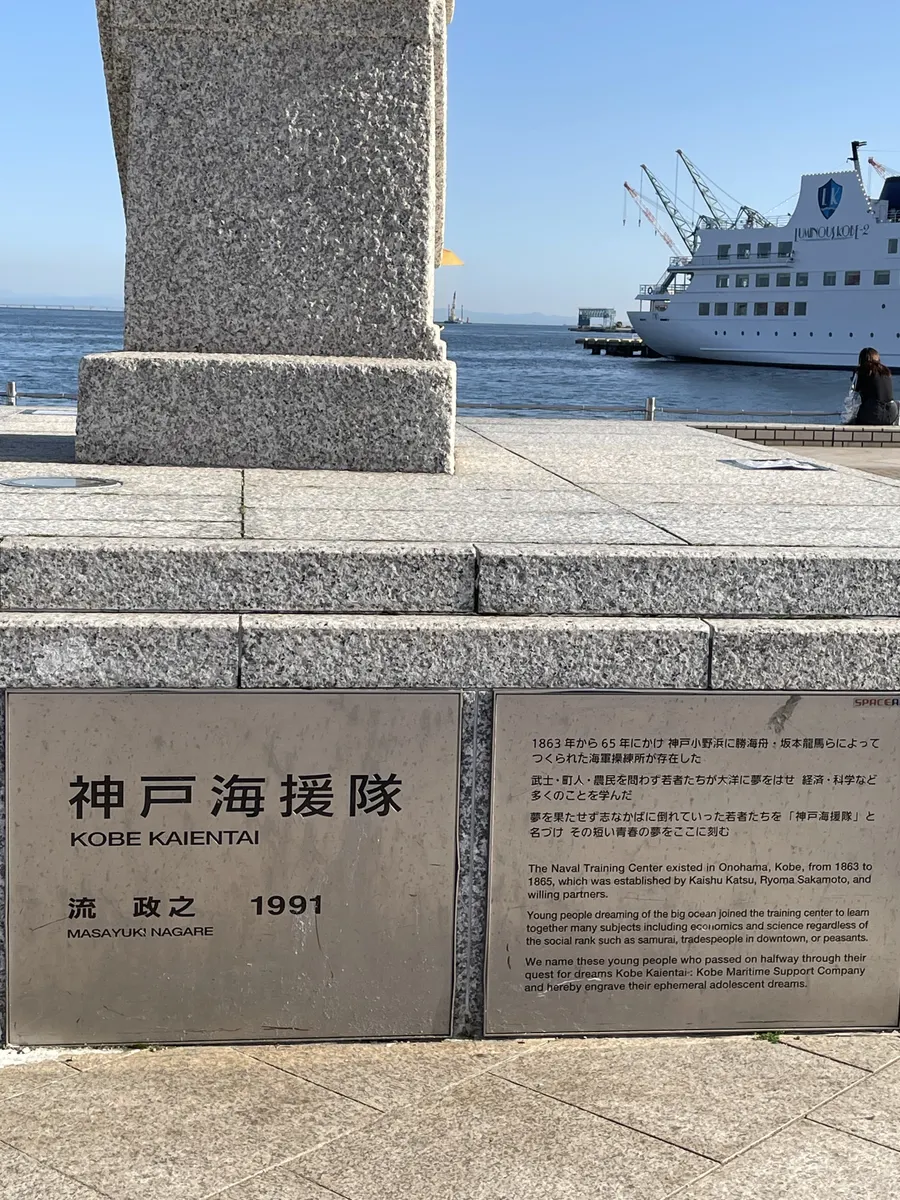 LK
LUMINOUS KOBE-2
神戸海援隊
KOBE KAIENTAI
流 政之 1991
MASAYUKI NAGARE
1863年から65年にかけ 神戸小野浜に勝海舟・坂本龍馬らによって
つくられた海軍操練所が存在した
武士・町人・農民を問わず若者たちが大洋に夢をはせ 経済・科学など
多くのことを学んだ
夢を果たせず志なかばに倒れていった若者たちを「神戸海援隊」と
名づけ その短い青春の夢をここに刻む
The Naval Training Center existed in Onohama, Kobe, from 1863 to
1865, which was established by Kaishu Katsu, Ryoma Sakamoto, and
willing partners.
Young people dreaming of the big ocean joined the training center to learn
together many subjects including economics and science regardless of
the social rank such as samurai, tradespeople in downtown, or peasants.
We name these young people who passed on halfway through their
quest for dreams Kobe Kaientai: Kobe Maritime Support Company
and hereby engrave their ephemeral adolescent dreams.